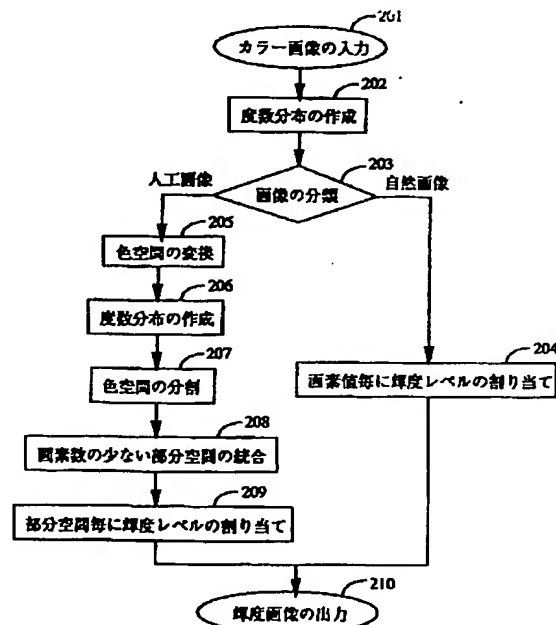 201
カラー画像の入力
202
度数分布の作成
203
画像の分類
人工画像
自然画像
205
色空間の変換
206
度数分布の作成
207
色空間の分割
204
画素値毎に輝度レベルの割り当て
208
画素数の少ない部分空間の統合
209
部分空間毎に輝度レベルの割り当て
210
輝度画像の出力